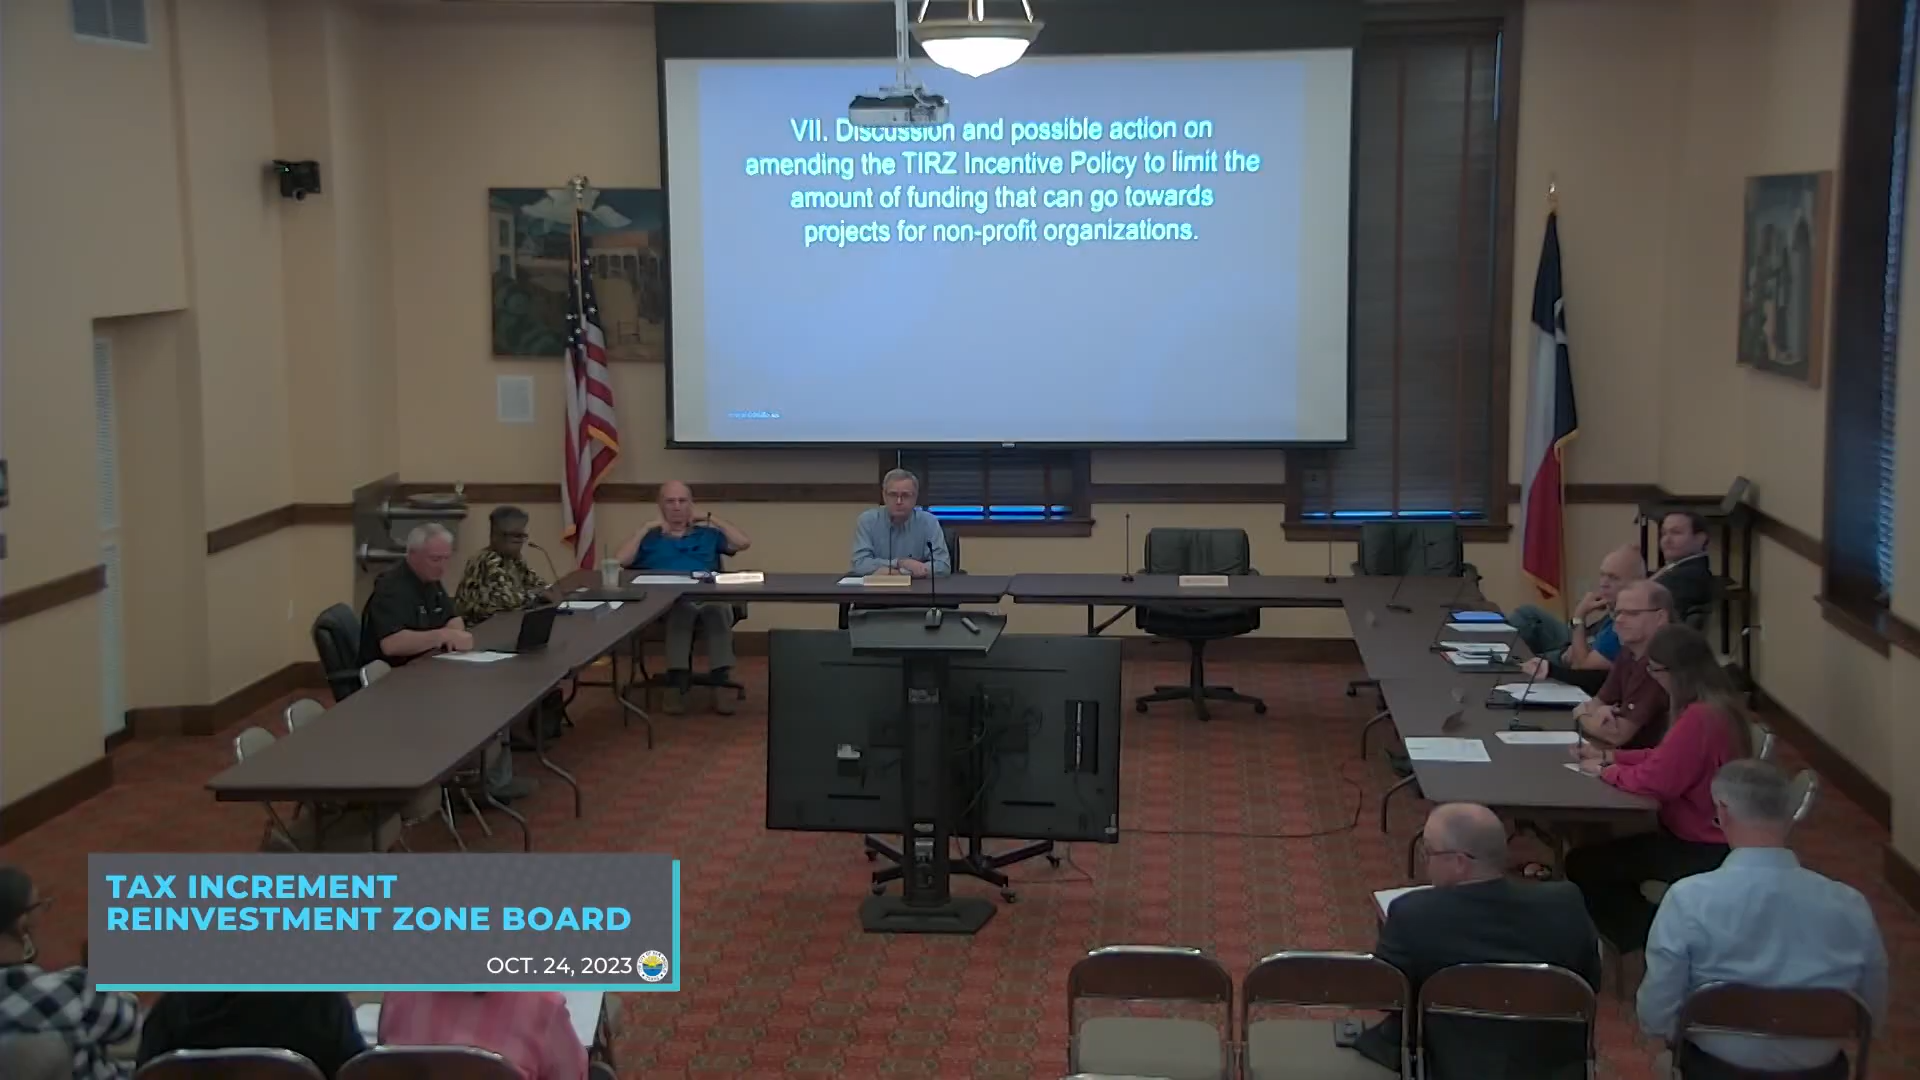 VII. Discussion and possible action on
amending the TIRZ Incentive Policy to limit the
amount of funding that can go towards
projects for non-profit organizations.
TAX INCREMENT
REINVESTMENT ZONE BOARD
OCT. 24, 2023